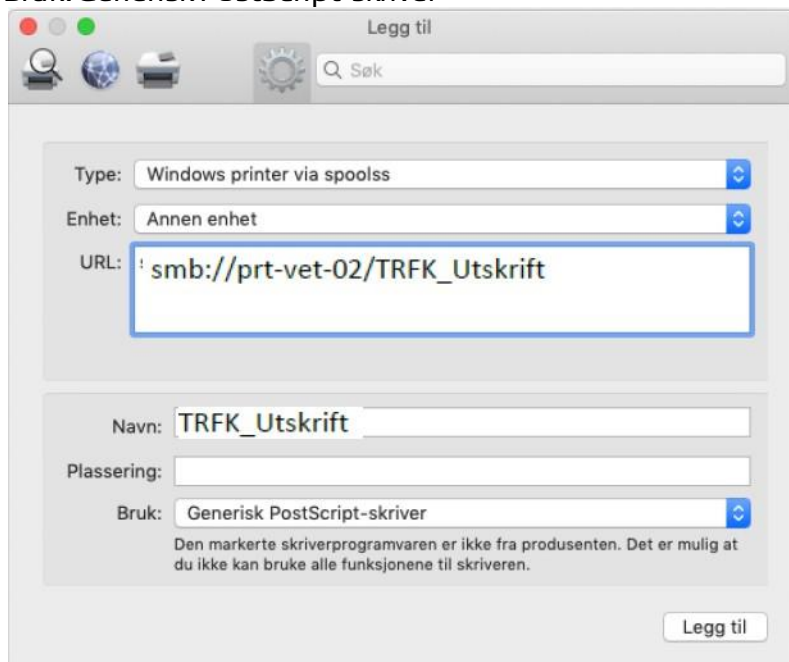 Bruk: Generisk PostScript-skriver
Legg til
Søk
Type: Windows printer via spoolss
Enhet: Annen enhet
URL: smb://prt-vet-02/TRFK_Utskrift
Navn: TRFK_Utskrift
Plassering:
Bruk: Generisk PostScript-skriver
Den markerte skriverprogramvaren er ikke fra produsenten. Det er mulig at
du ikke kan bruke alle funksjonene til skriveren.
Legg til